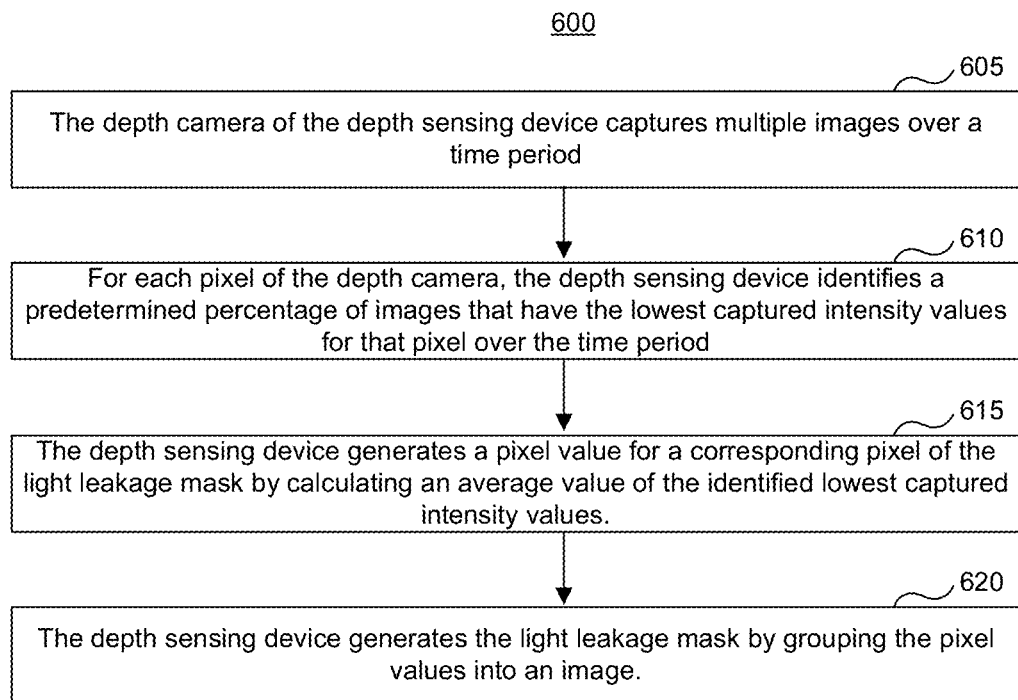 600
605
The depth camera of the depth sensing device captures multiple images over a
time period
610
For each pixel of the depth camera, the depth sensing device identifies a
predetermined percentage of images that have the lowest captured intensity values
for that pixel over the time period
615
The depth sensing device generates a pixel value for a corresponding pixel of the
light leakage mask by calculating an average value of the identified lowest captured
intensity values.
620
The depth sensing device generates the light leakage mask by grouping the pixel
values into an image.